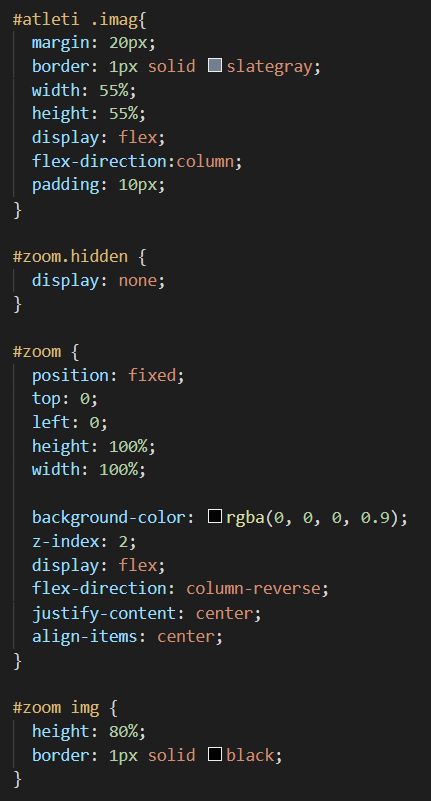 #atleti .imag{
margin: 20px;
border: 1px solid slategray;
width: 55%;
height: 55%;
display: flex;
flex-direction:column;
padding: 10px;
}
#zoom.hidden {
display: none;
}
#zoom {
position: fixed;
top: 0;
left: 0;
height: 100%;
width: 100%;
background-color: rgba(0, 0, 0, 0.9);
z-index: 2;
display: flex;
flex-direction: column-reverse;
justify-content: center;
align-items: center;
}
#zoom img {
height: 80%;
border: 1px solid black;
}